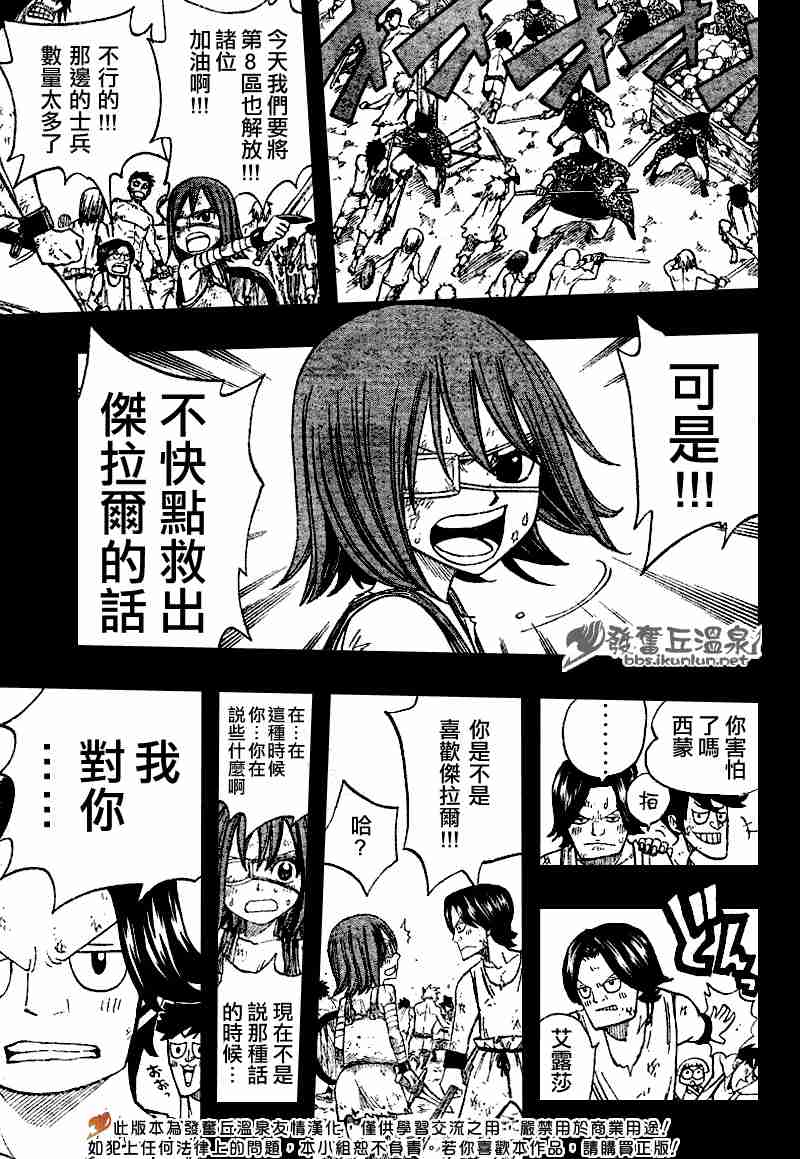 今天我們要將
第8區也解放!!!
諸位
加油啊!!!
不行的!!!
那邊的士兵
數量太多了
可是!!!
不快點救出
傑拉爾的話
發奮丘溫泉
bbs.ikunlun.net
你害怕
了嗎
西蒙
………
拍
ドン
艾露莎
你是不是
喜歡傑拉爾!!!
哈?
在…在
這種時候
你…你在
説些什麼啊
現在不是
説那種話
的時候…
我
對你
……
おおっ
此版本為發奮丘溫泉友情漢化,僅供學習交流之用,嚴禁用於商業用途!
如犯上任何法律上的問題,本小組恕不負責。若你喜歡本作品,請購買正版!